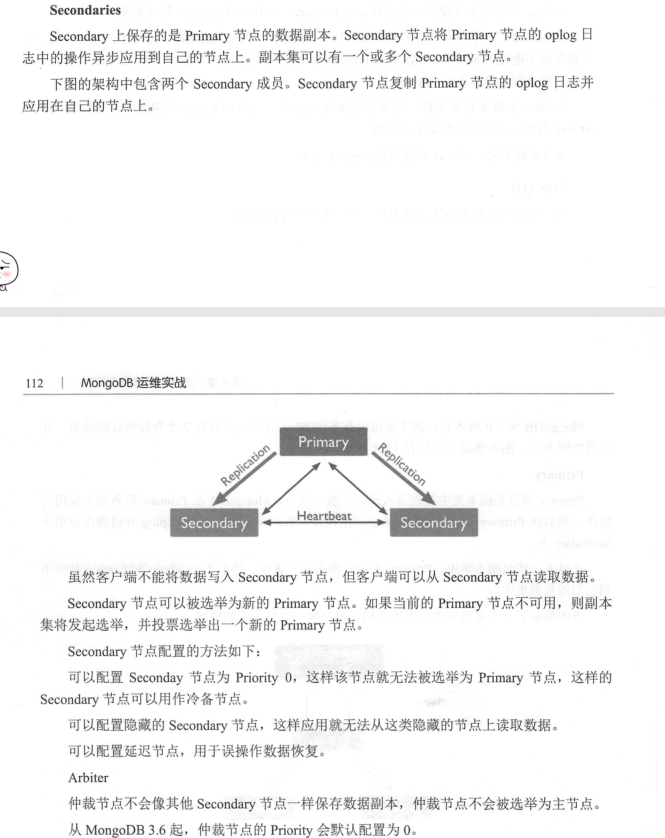 Secondaries
Secondary 上保存的是 Primary 节点的数据副本。Secondary 节点将 Primary 节点的 oplog 日
志中的操作异步应用到自己的节点上。副本集可以有一个或多个 Secondary 节点。
下图的架构中包含两个 Secondary 成员。Secondary 节点复制 Primary 节点的 oplog 日志并
应用在自己的节点上。
112 | MongoDB 运维实战
Primary
Replication
Replication
Secondary
Heartbeat
Secondary
虽然客户端不能将数据写入 Secondary 节点，但客户端可以从 Secondary 节点读取数据。
Secondary 节点可以被选举为新的 Primary 节点。如果当前的 Primary 节点不可用，则副本
集将发起选举，并投票选举出一个新的 Primary 节点。
Secondary 节点配置的方法如下：
可以配置 Seconday 节点为 Priority 0，这样该节点就无法被选举为 Primary 节点，这样的
Secondary 节点可以用作冷备节点。
可以配置隐藏的 Secondary 节点，这样应用就无法从这类隐藏的节点上读取数据。
可以配置延迟节点，用于误操作数据恢复。
Arbiter
仲裁节点不会像其他 Secondary 节点一样保存数据副本，仲裁节点不会被选举为主节点。
从 MongoDB 3.6 起，仲裁节点的 Priority 会默认配置为 0。